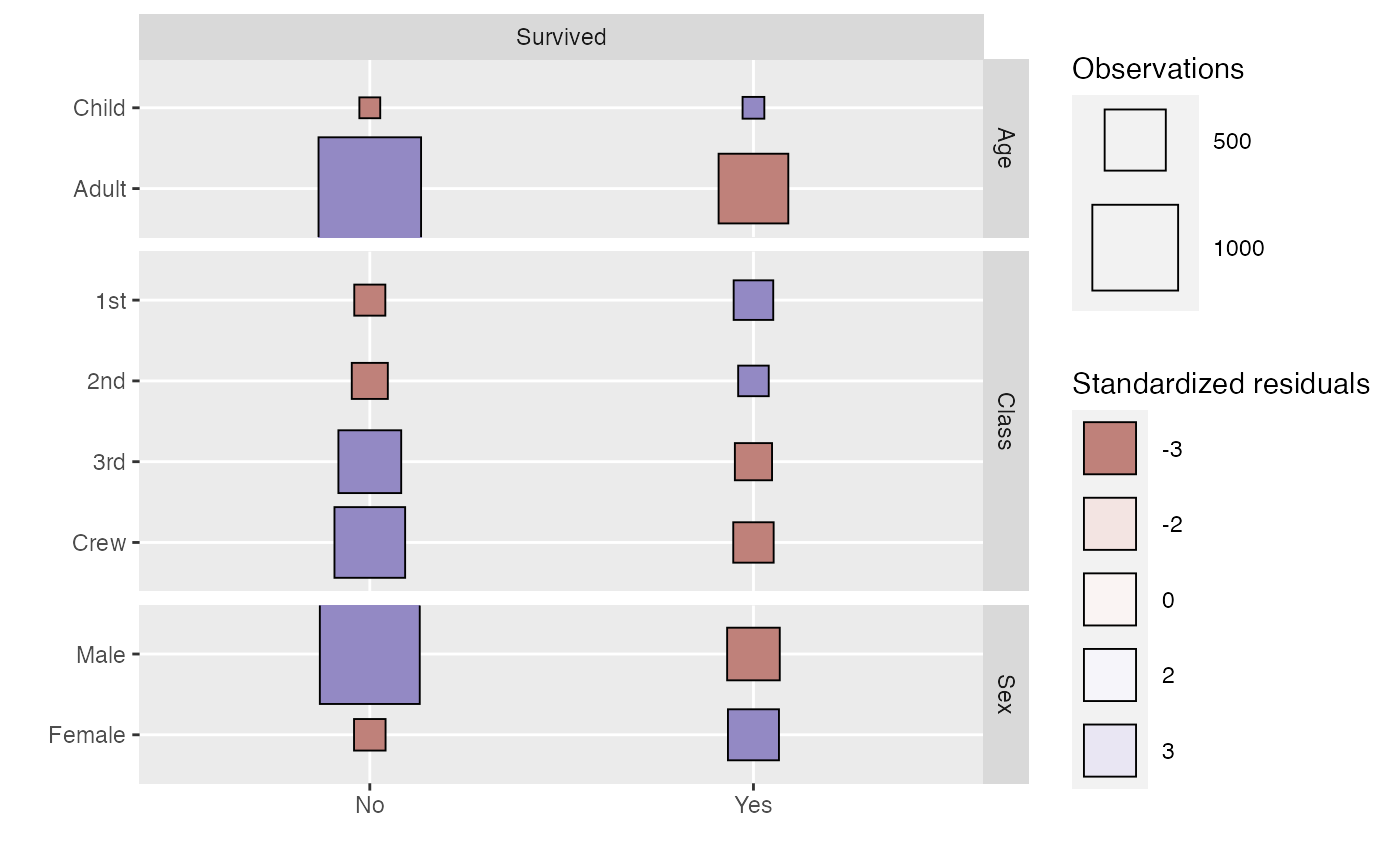 Survived
Child
Adult
Age
1st
2nd
3rd
Crew
Class
Male
Female
Sex
No
Yes
Observations
500
1000
Standardized residuals
-3
-2
0
2
3